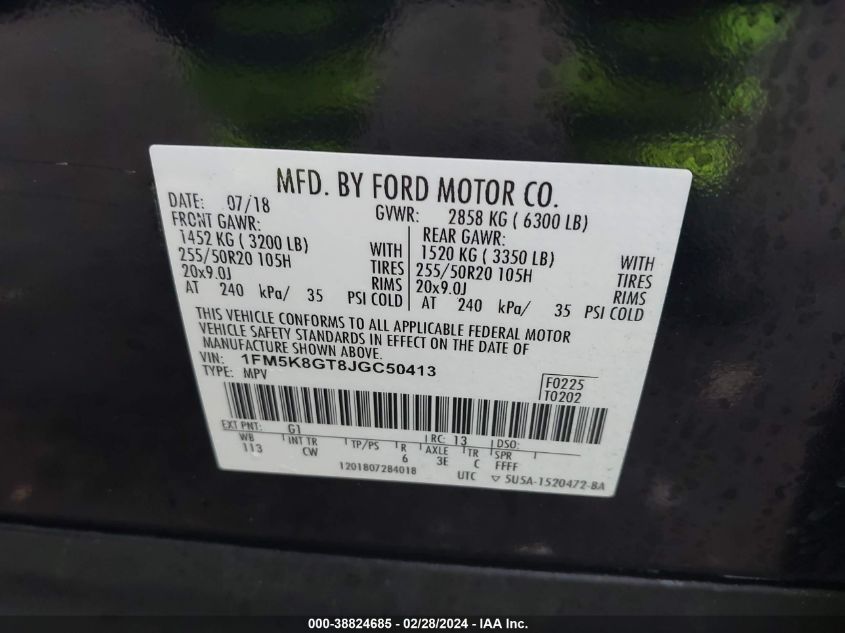 MFD. BY FORD MOTOR CO.
DATE: 07/18 GVWR: 2858 KG ( 6300 LB)
FRONT GAWR: REAR GAWR:
1452 KG ( 3200 LB) WITH 1520 KG ( 3350 LB) WITH
255/50R20 105H TIRES 255/50R20 105H TIRES
20x9.0J RIMS 20x9.0J RIMS
AT 240 kPa/ 35 PSI COLD AT 240 kPa/ 35 PSI COLD
THIS VEHICLE CONFORMS TO ALL APPLICABLE FEDERAL MOTOR
VEHICLE SAFETY STANDARDS IN EFFECT ON THE DATE OF
MANUFACTURE SHOWN ABOVE.
VIN: 1FM5K8GT8JGC50413
TYPE: MPV
F0225
T0202
EXT PNT: G1 RC: 13 DSO:
WB INT TR TP/PS R AXLE TR SPR
113 CW 6 3E C FFFF
1201807284018 UTC ▽ 5U5A-1520472-BA
000-38824685 - 02/28/2024 - IAA Inc.